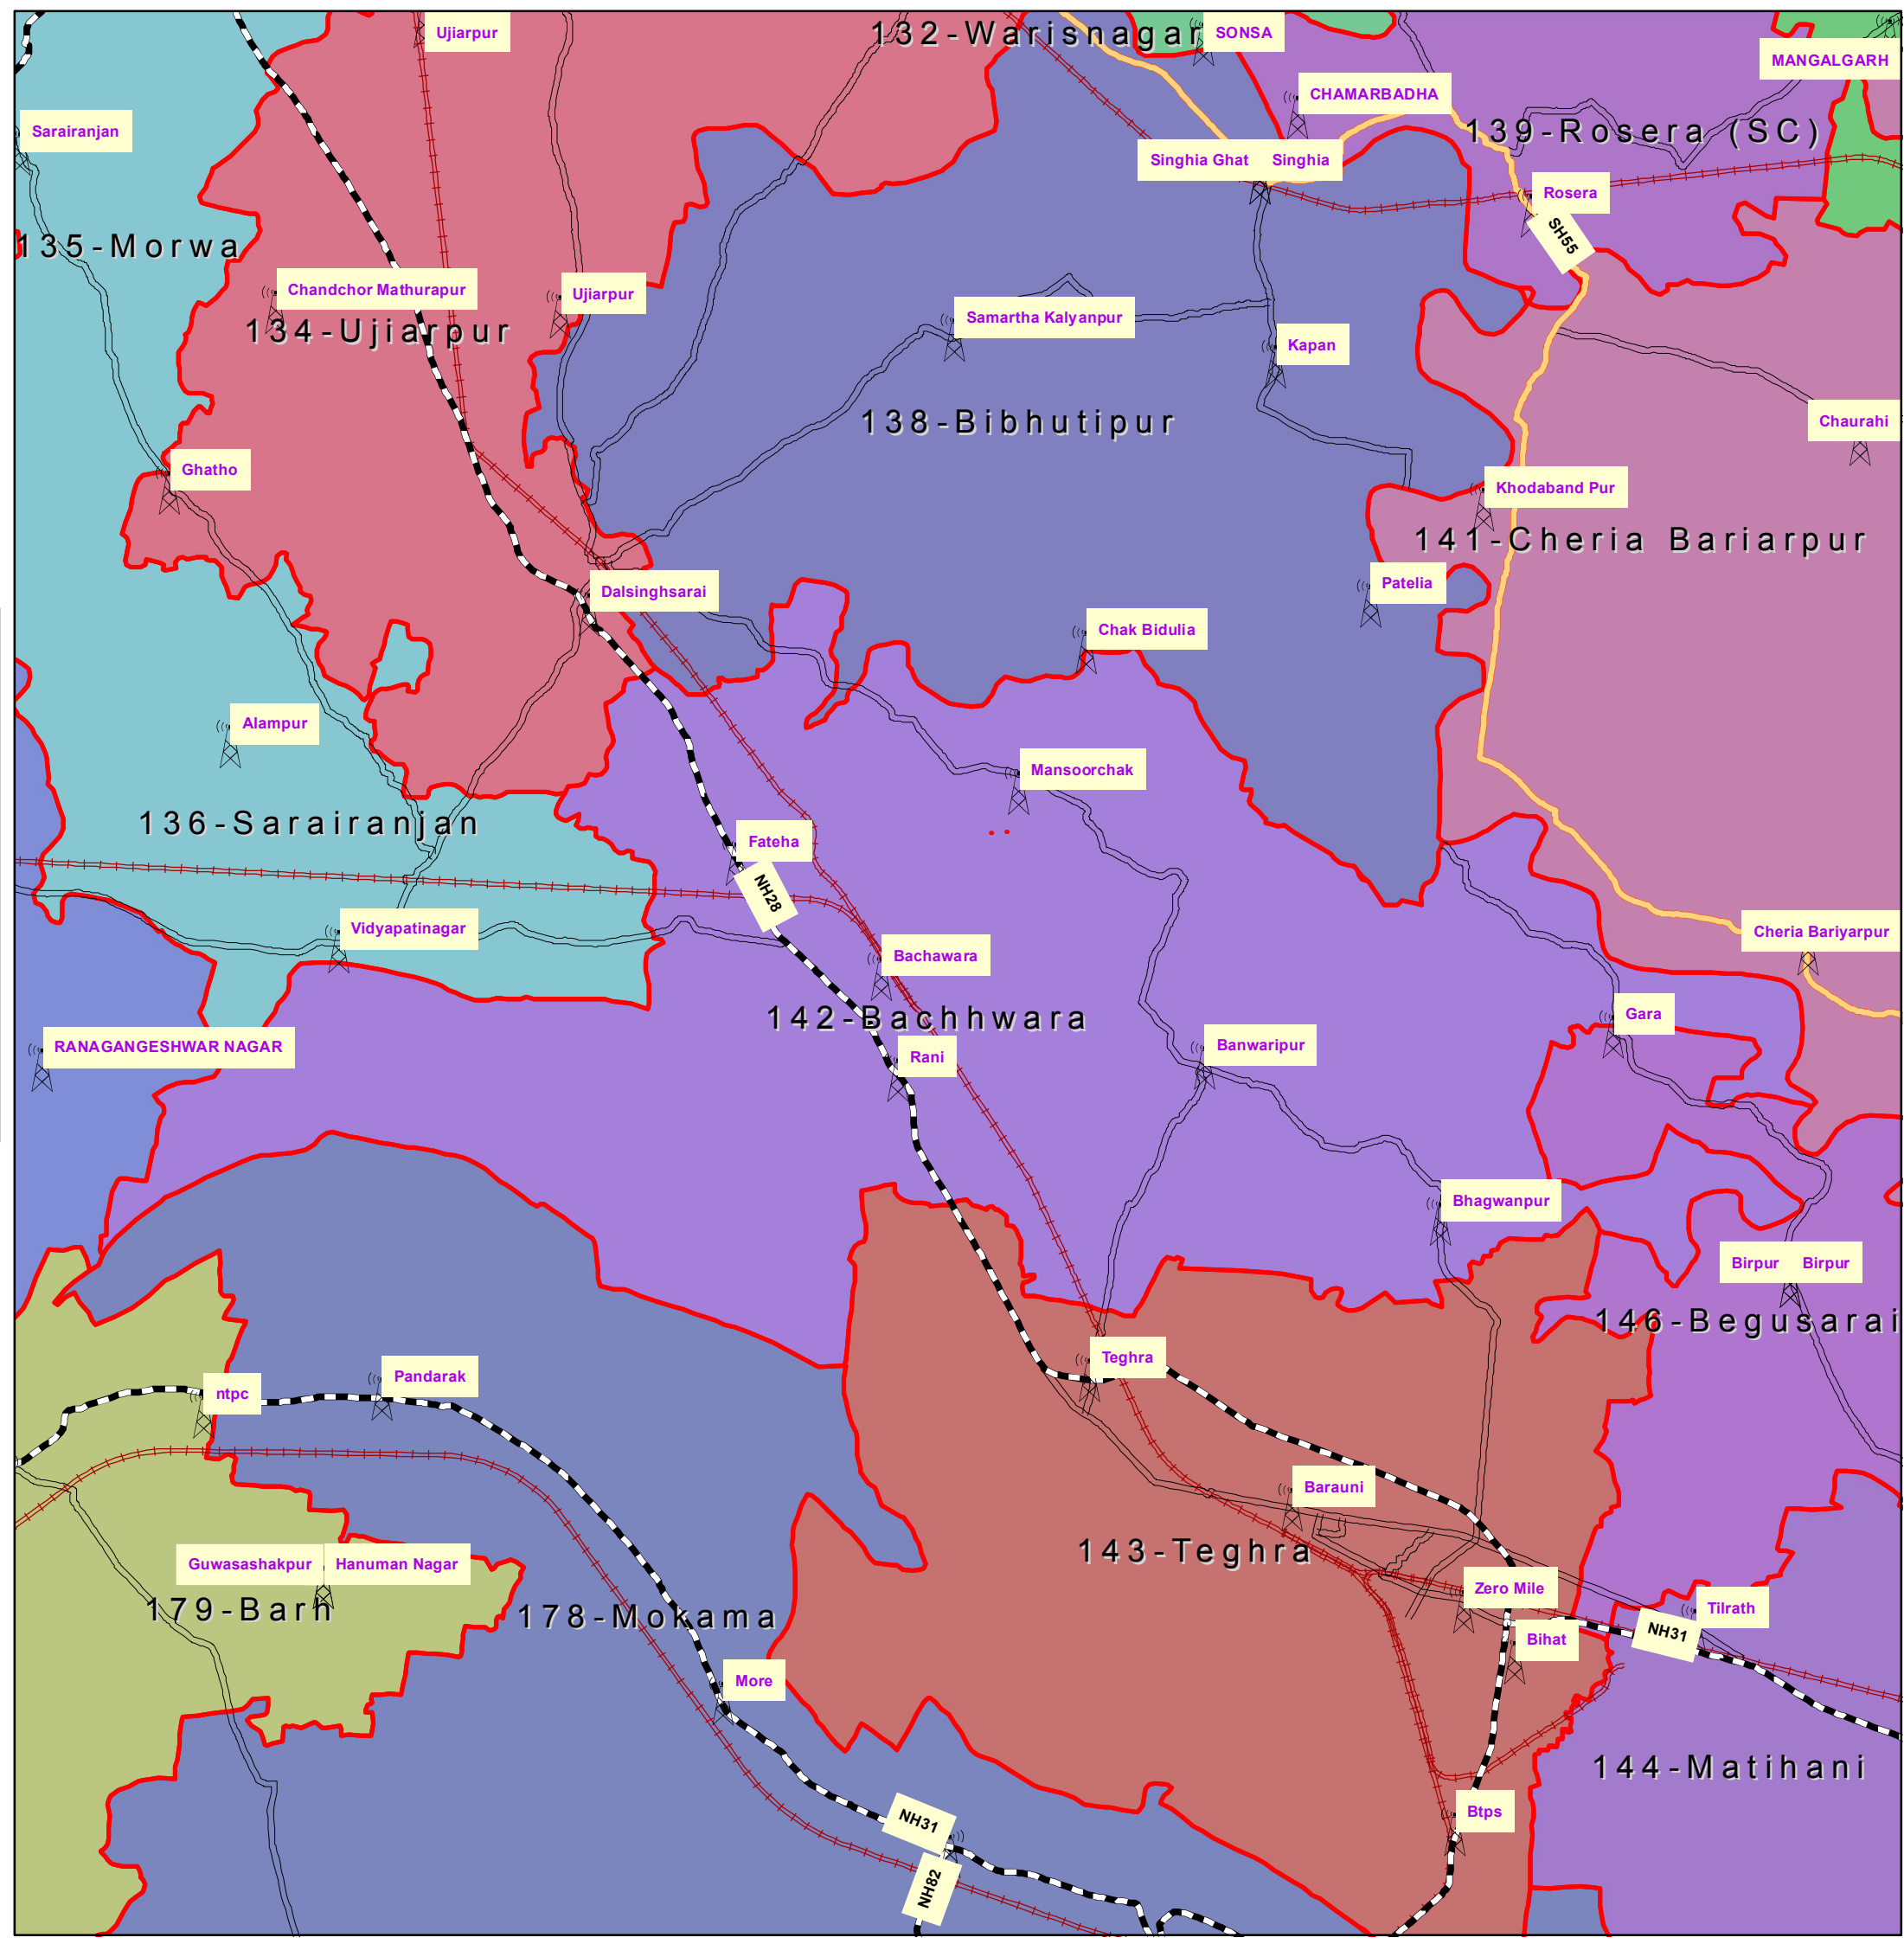 Ujiarpur
132-Warisnagar
SONSA
MANGALGARH
CHAMARBADHA
Sarairanjan
139-Rosera (SC)
Singhia Ghat
Singhia
Rosera
SH55
135-Morwa
Chandchor Mathurapur
Ujiarpur
134-Ujiarpur
Samartha Kalyanpur
Kapan
138-Bibhutipur
Chaurahi
Ghatho
Khodaband Pur
141-Cheria Bariarpur
Dalsinghsarai
Patelia
Chak Bidulia
Alampur
Mansoorchak
136-Sarairanjan
Fateha
NH28
Vidyapatinagar
Cheria Bariyarpur
Bachawara
142-Bachhwara
Gara
RANAGANGESHWAR NAGAR
Rani
Banwaripur
Bhagwanpur
Birpur
Birpur
146-Begusarai
Teghra
Pandarak
ntpc
Barauni
143-Teghra
Guwasashakpur
Hanuman Nagar
Zero Mile
179-Barh
178-Mokama
Tilrath
NH31
Bihat
More
144-Matihani
Btps
NH31
NH82